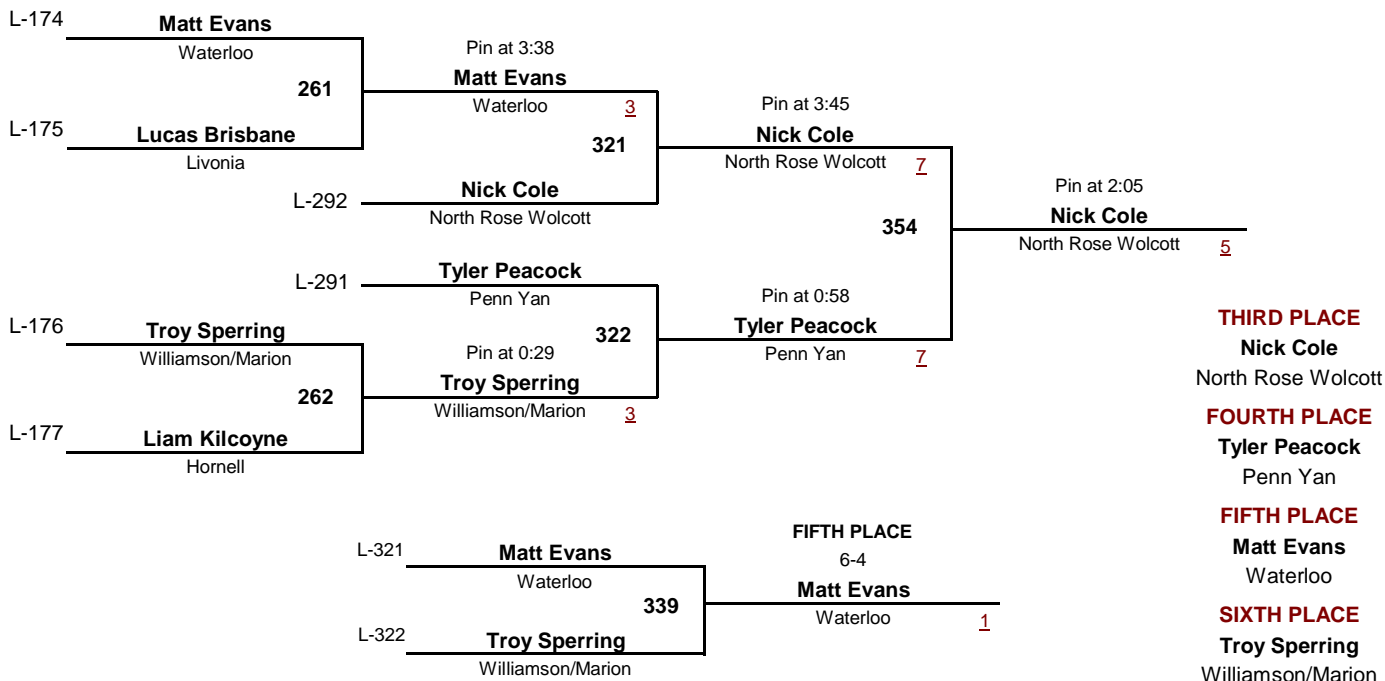 L-174
Matt Evans
Waterloo
261
L-175
Lucas Brisbane
Livonia
Pin at 3:38
Matt Evans
Waterloo 3
321
L-292
Nick Cole
North Rose Wolcott
Pin at 3:45
Nick Cole
North Rose Wolcott 7
354
Pin at 2:05
Nick Cole
North Rose Wolcott 5
L-291
Tyler Peacock
Penn Yan
322
Pin at 0:58
Tyler Peacock
Penn Yan 7
L-176
Troy Sperring
Williamson/Marion
262
Pin at 0:29
Troy Sperring
Williamson/Marion 3
L-177
Liam Kilcoyne
Hornell
THIRD PLACE
Nick Cole
North Rose Wolcott
FOURTH PLACE
Tyler Peacock
Penn Yan
FIFTH PLACE
Matt Evans
Waterloo
SIXTH PLACE
Troy Sperring
Williamson/Marion
L-321
Matt Evans
Waterloo
339
L-322
Troy Sperring
Williamson/Marion
FIFTH PLACE
6-4
Matt Evans
Waterloo 1